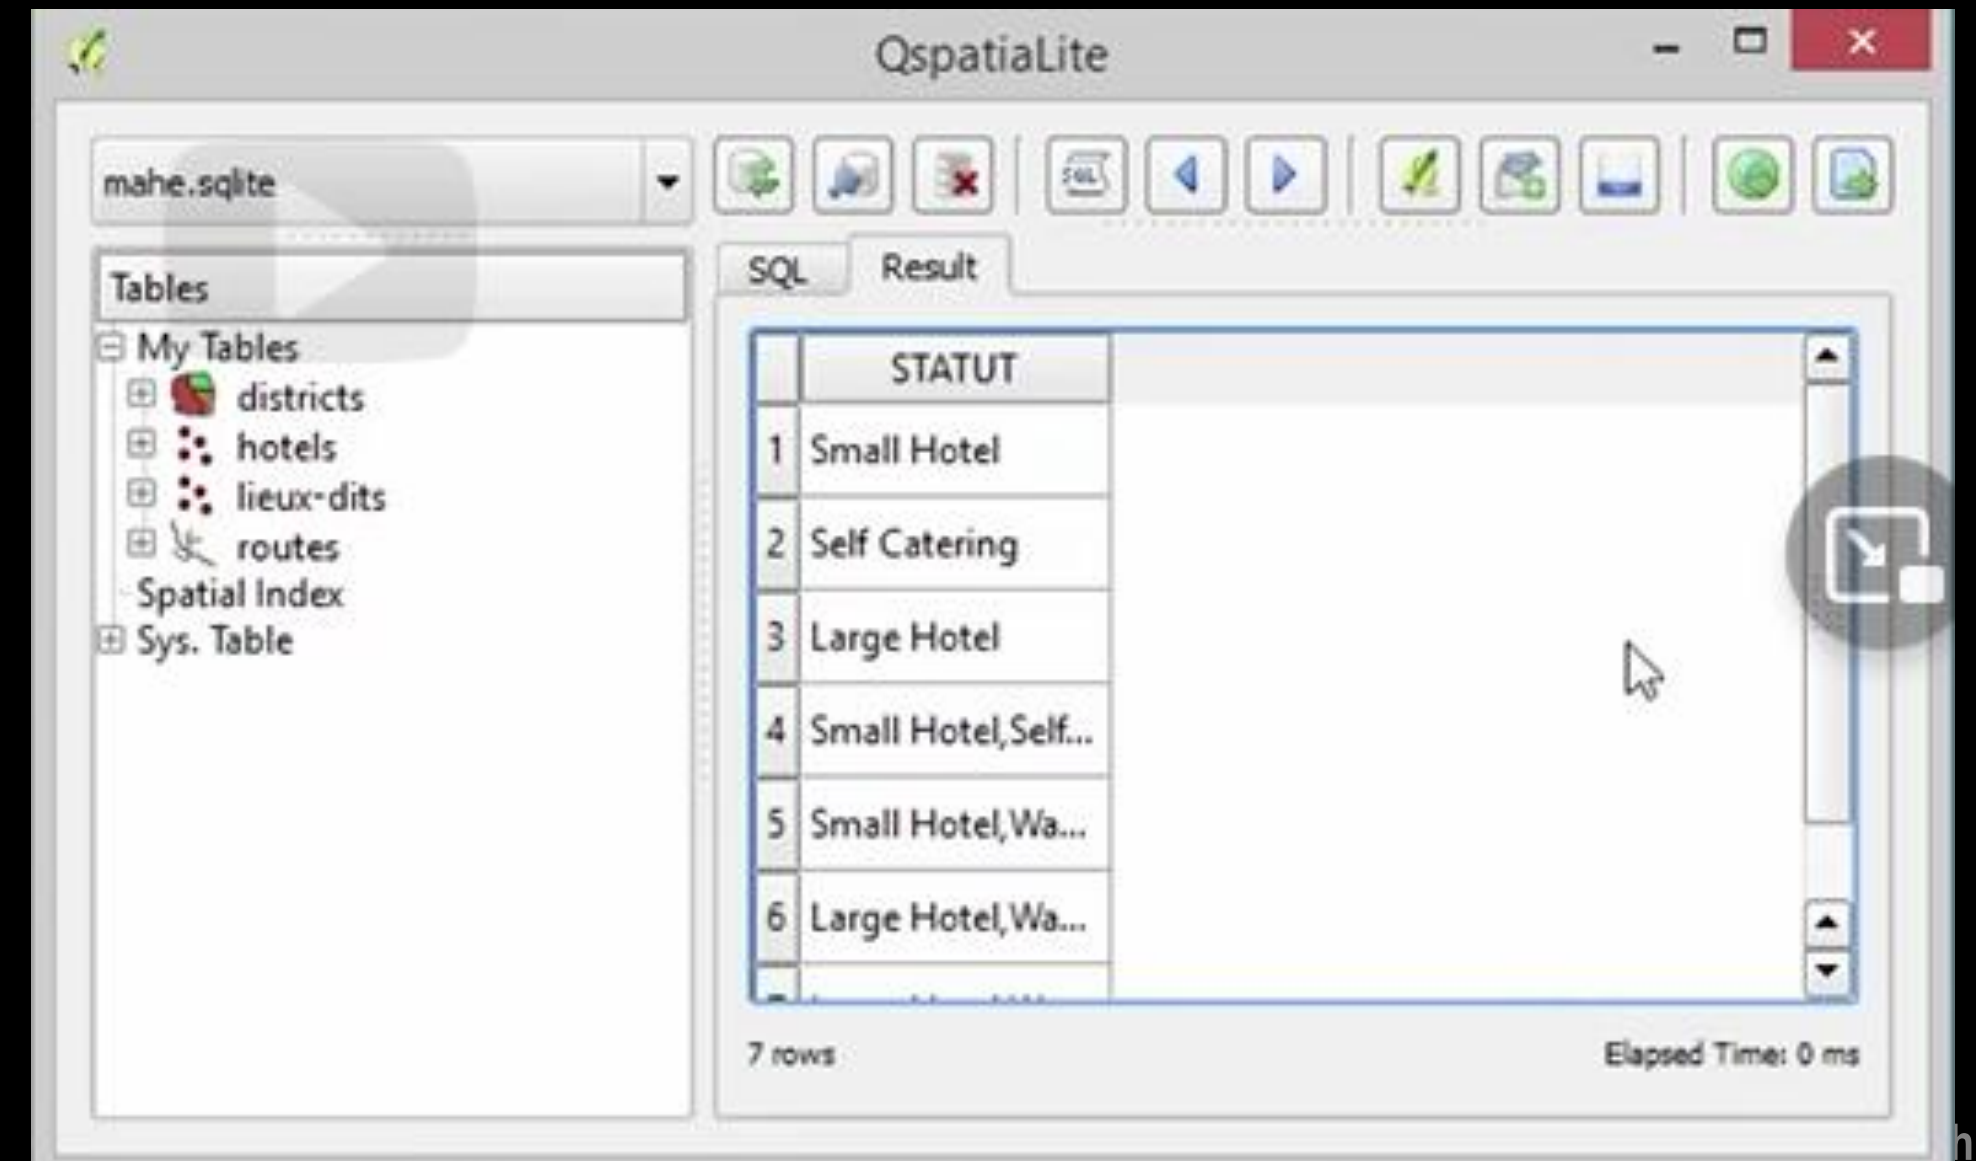 QspatiaLite
mahe.sqlite
SQL
Tables
My Tables
districts
hotels
lieux-dits
routes
Spatial Index
Sys. Table
SQL
Result
STATUT
1 Small Hotel
2 Self Catering
3 Large Hotel
4 Small Hotel,Self...
5 Small Hotel,Wa...
6 Large Hotel,Wa...
7 rows
Elapsed Time: 0 ms
h